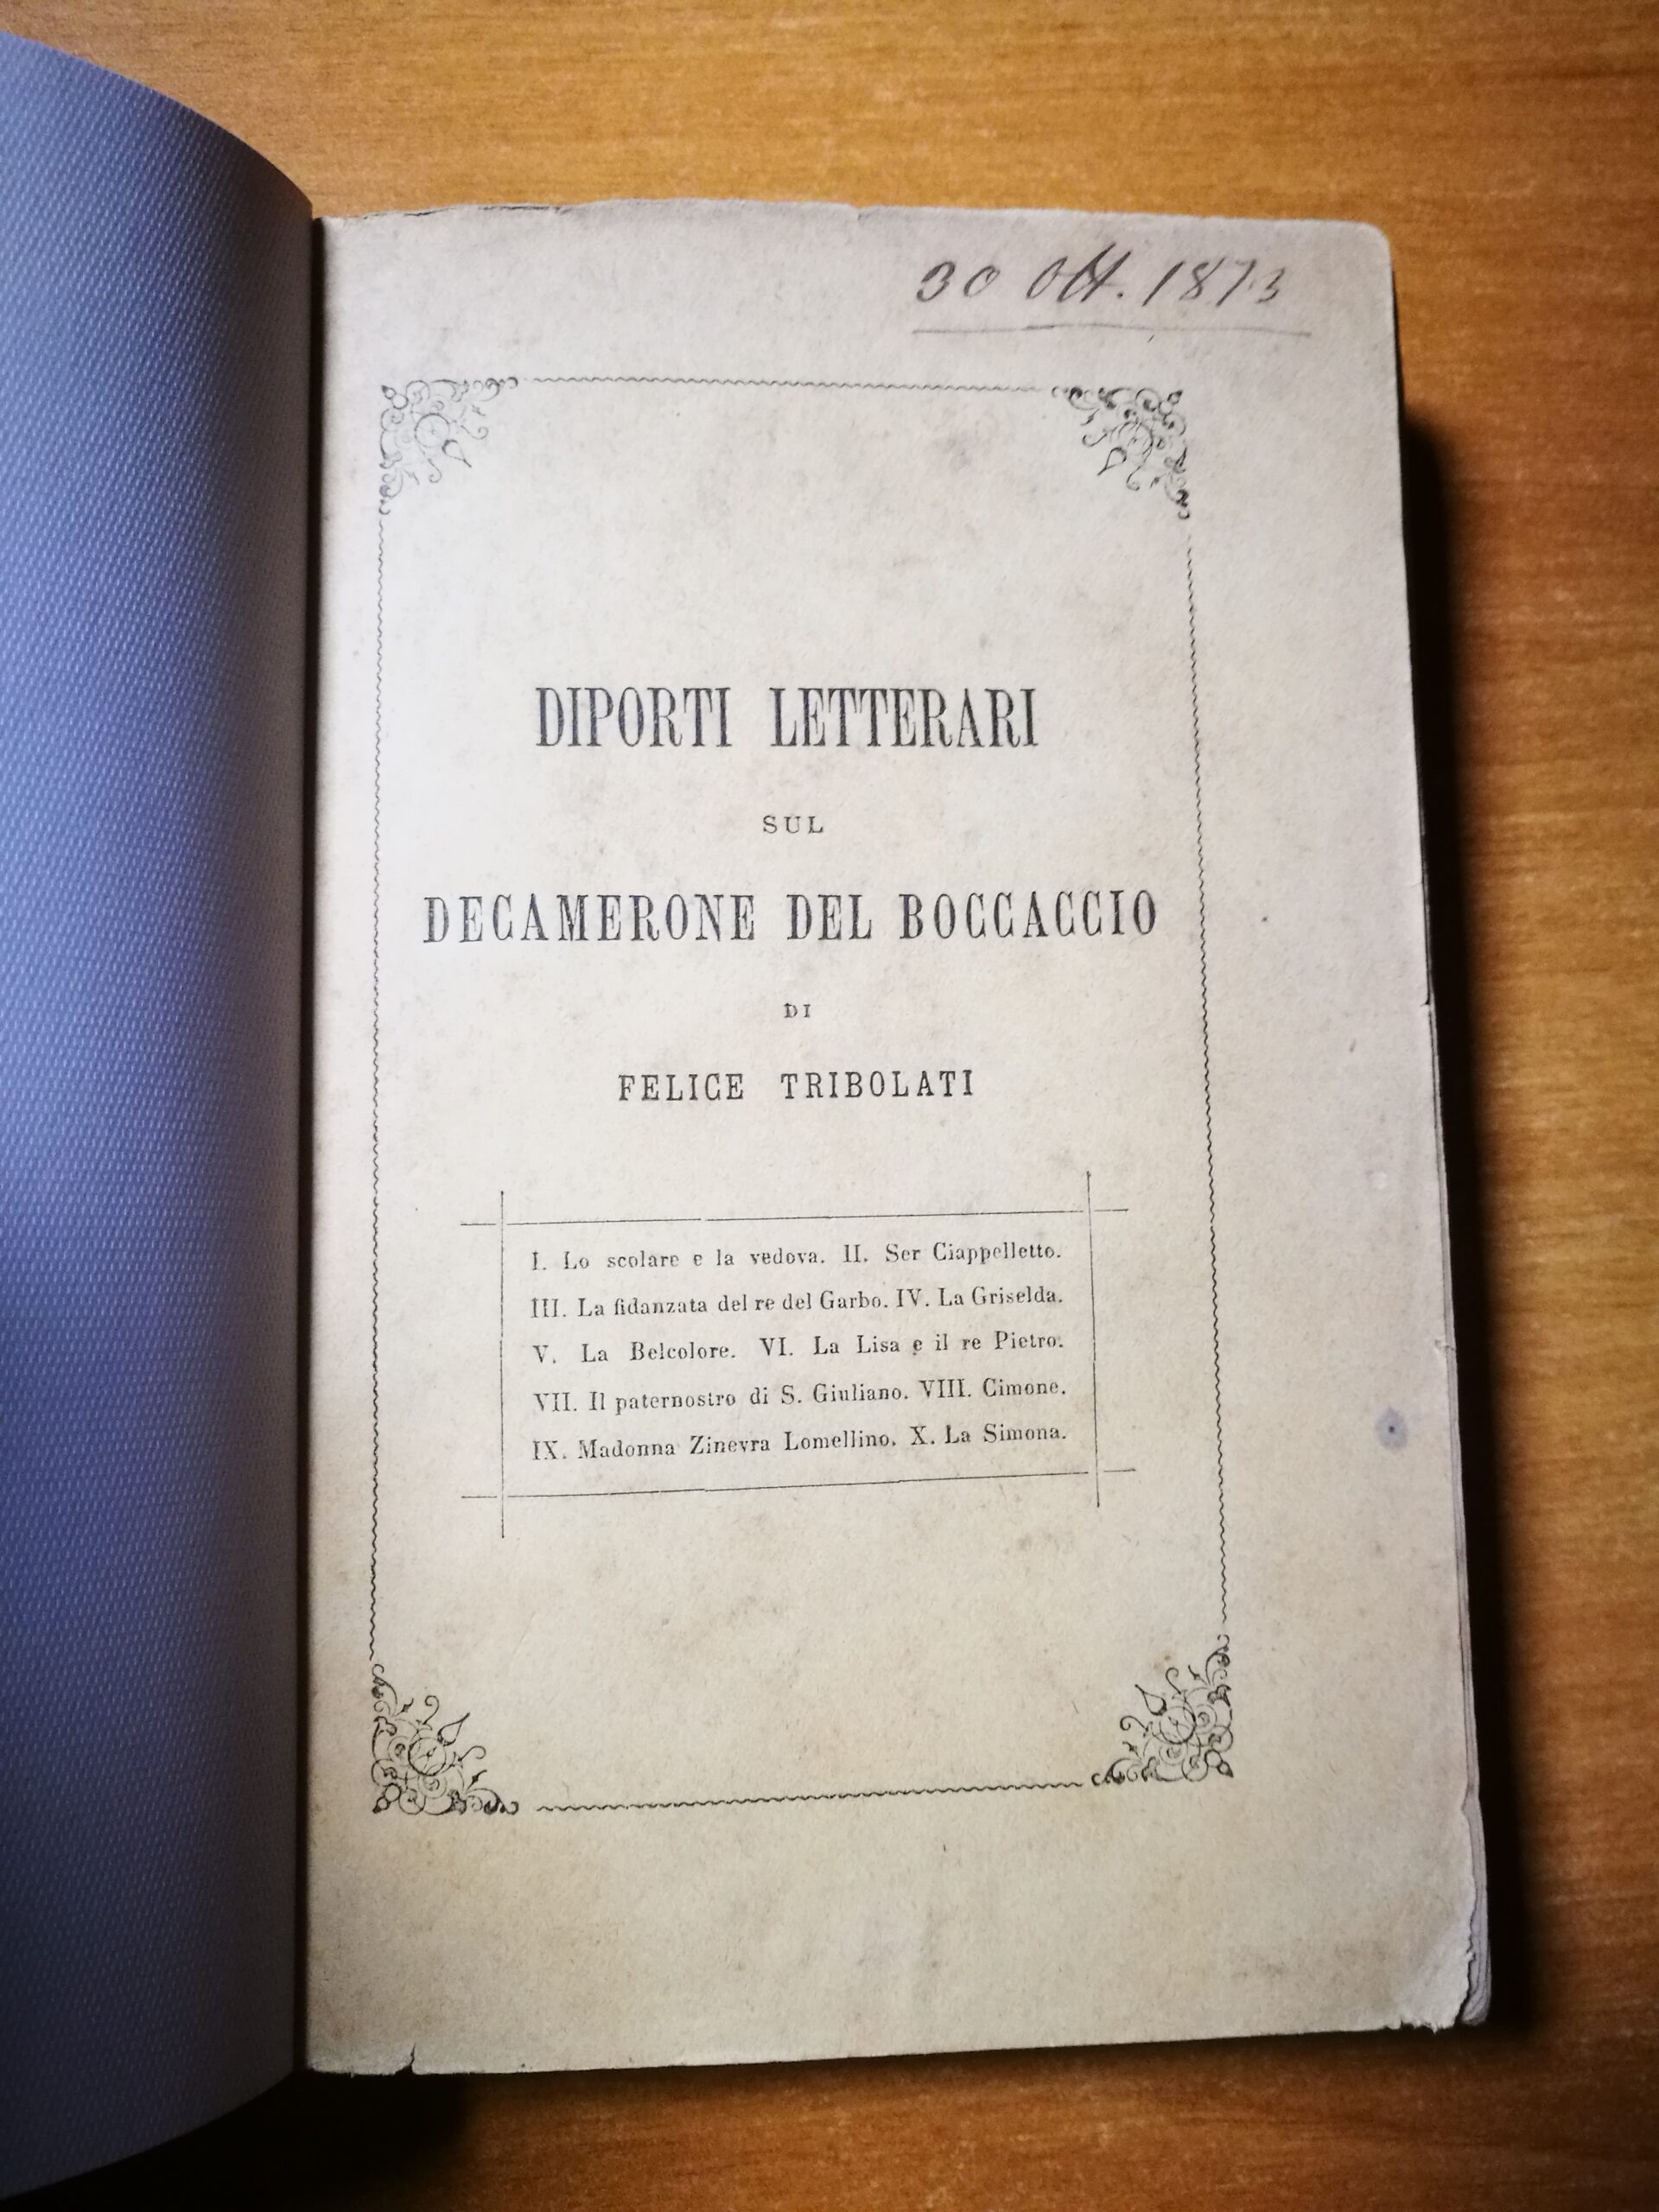 30 Ott. 1873
DIPORTI LETTERARI
SUL
DECAMERONE DEL BOCCACCIO
DI
FELICE TRIBOLATI
I. Lo scolare e la vedova. II. Ser Ciappelletto.
III. La fidanzata del re del Garbo. IV. La Griselda.
V. La Belcolore. VI. La Lisa e il re Pietro.
VII. Il paternostro di S. Giuliano. VIII. Cimone.
IX. Madonna Zinevra Lomellino. X. La Simona.